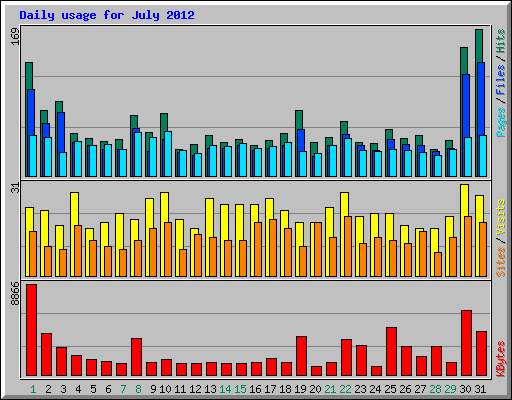 Daily usage for July 2012
169
Pages / Files / Hits
31
Sites / Visits
8866
KBytes
1 2 3 4 5 6 7 8 9 10 11 12 13 14 15 16 17 18 19 20 21 22 23 24 25 26 27 28 29 30 31